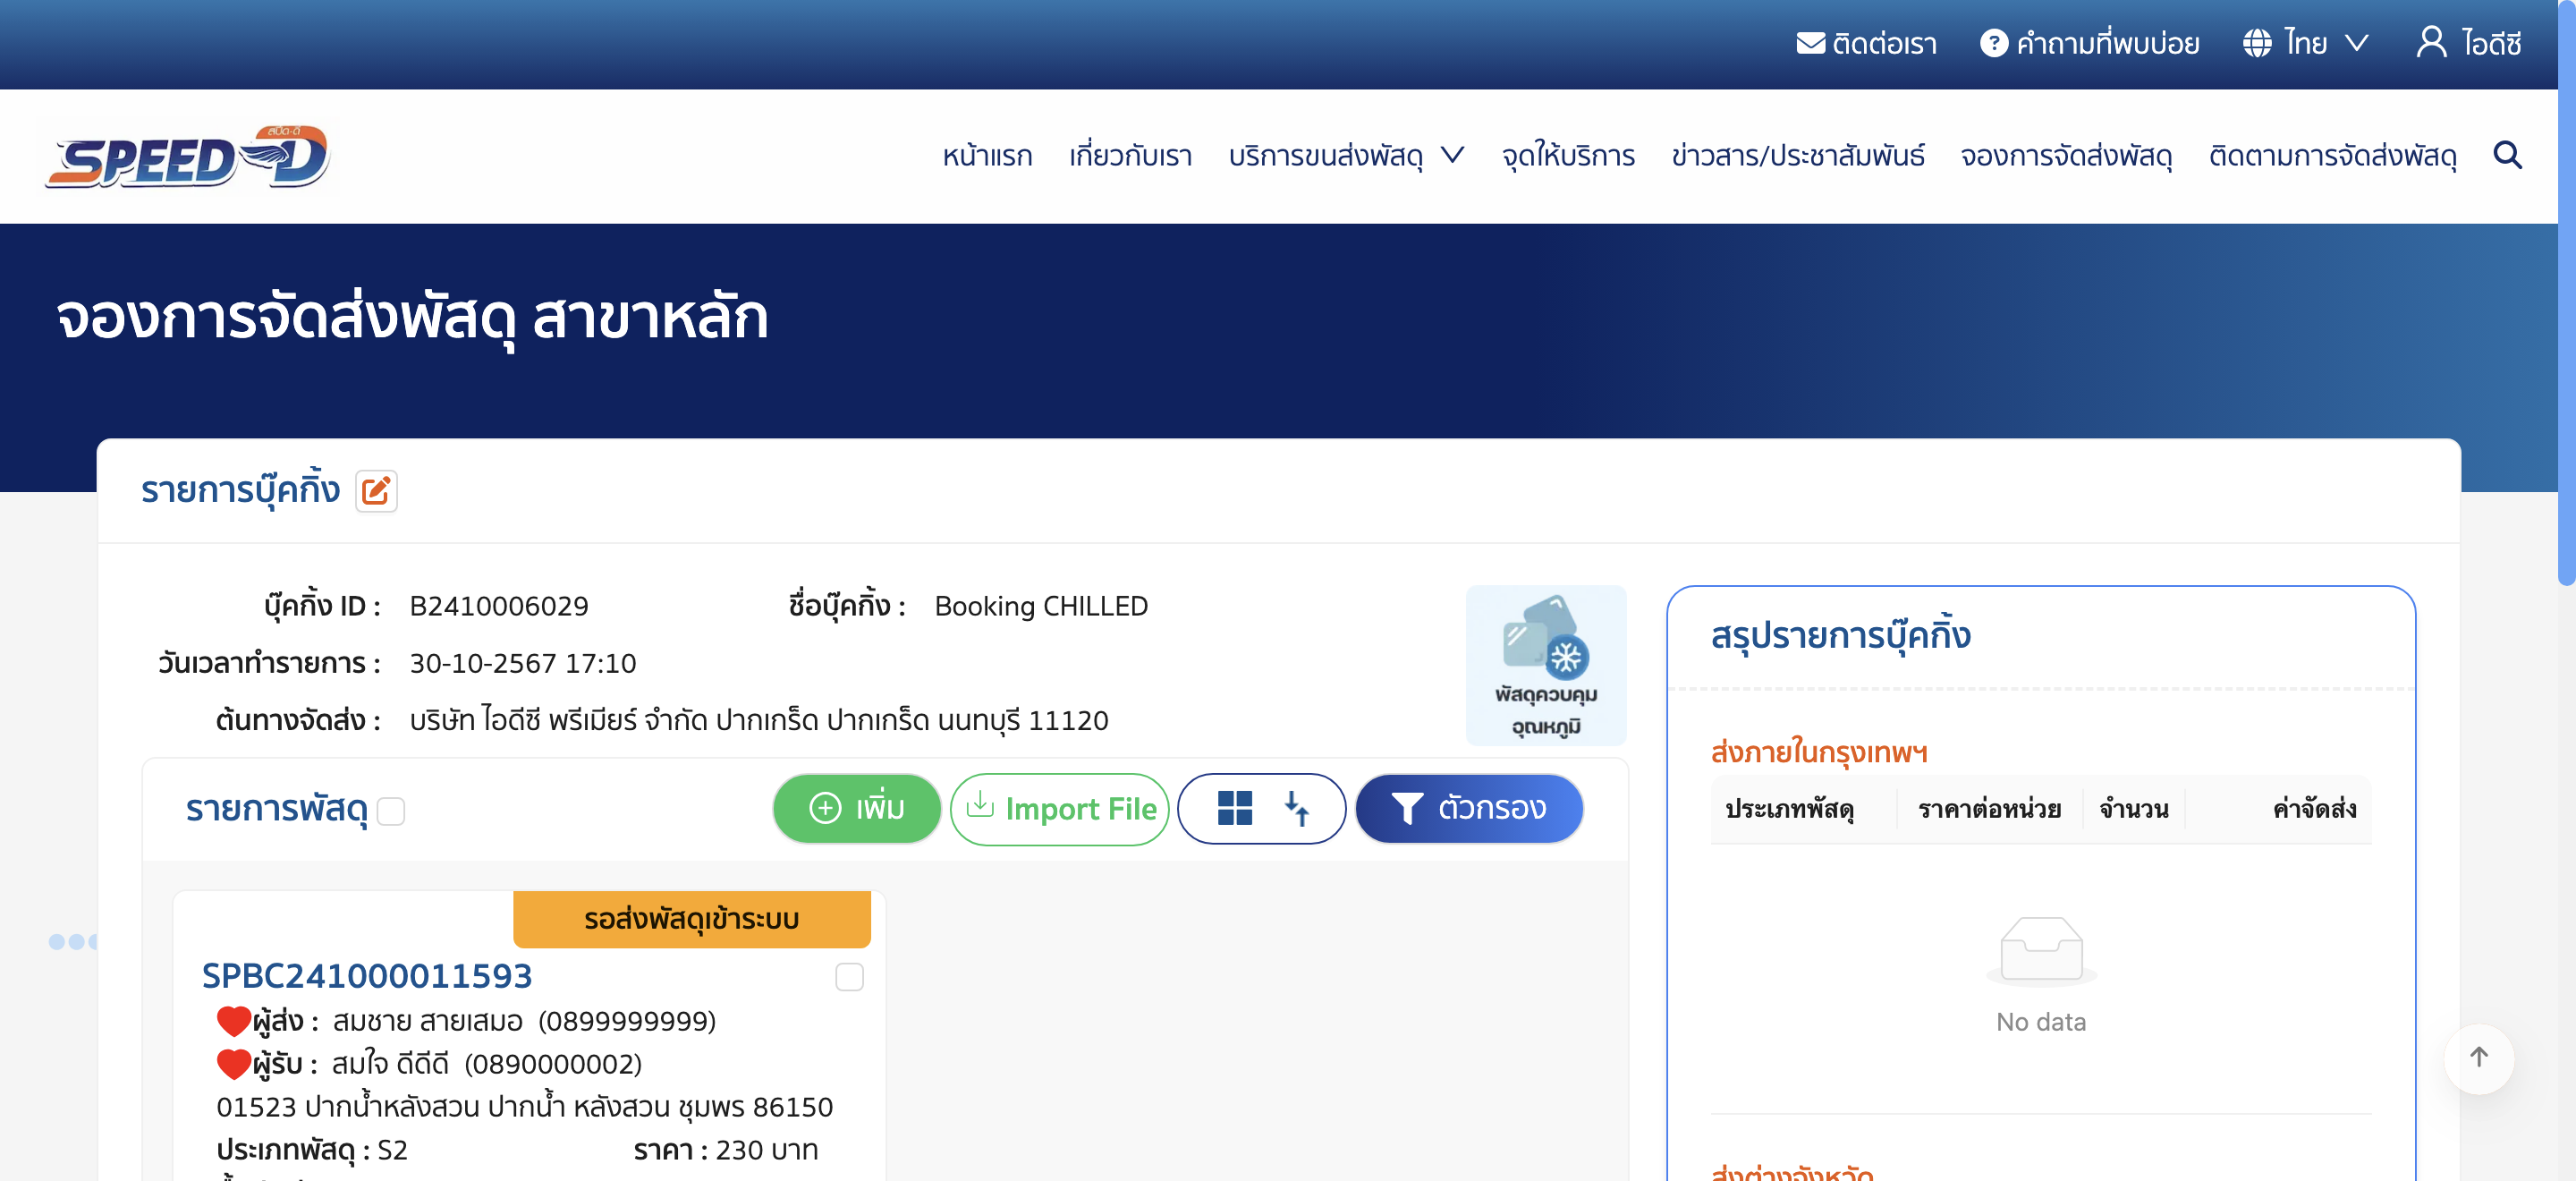 ติดต่อเรา คำถามที่พบบ่อย ไทย ไอดีซี
สปีด-ดี
SPEED-D
หน้าแรก เกี่ยวกับเรา บริการขนส่งพัสดุ จุดให้บริการ ข่าวสาร/ประชาสัมพันธ์ จองการจัดส่งพัสดุ ติดตามการจัดส่งพัสดุ
จองการจัดส่งพัสดุ สาขาหลัก
รายการบุ๊คกิ้ง
บุ๊คกิ้ง ID : B2410006029 ชื่อบุ๊คกิ้ง : Booking CHILLED
วันเวลาทำรายการ : 30-10-2567 17:10
ต้นทางจัดส่ง : บริษัท ไอดีซี พรีเมียร์ จำกัด ปากเกร็ด ปากเกร็ด นนทบุรี 11120
พัสดุควบคุม
อุณหภูมิ
รายการพัสดุ เพิ่ม Import File ตัวกรอง
รอส่งพัสดุเข้าระบบ
SPBC241000011593
ผู้ส่ง : สมชาย สายเสมอ (0899999999)
ผู้รับ : สมใจ ดีดีดี (0890000002)
01523 ปากน้ำหลังสวน ปากน้ำ หลังสวน ชุมพร 86150
ประเภทพัสดุ : S2 ราคา : 230 บาท
สรุปรายการบุ๊คกิ้ง
ส่งภายในกรุงเทพฯ
ประเภทพัสดุ ราคาต่อหน่วย จำนวน ค่าจัดส่ง
No data
ส่งต่างจังหวัด